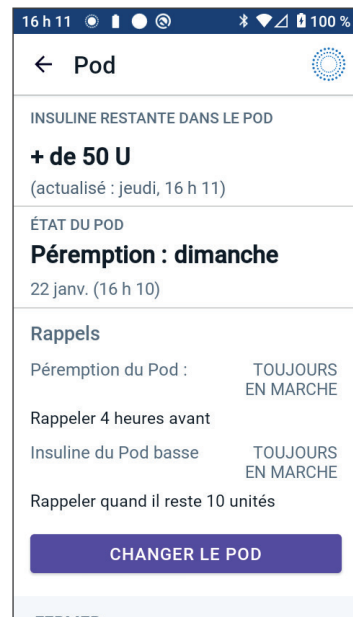 16 h 11 100 %
Pod
INSULINE RESTANTE DANS LE POD
+ de 50 U
(actualisé : jeudi, 16 h 11)
ÉTAT DU POD
Péremption : dimanche
22 janv. (16 h 10)
Rappels
Péremption du Pod : TOUJOURS
EN MARCHE
Rappeler 4 heures avant
Insuline du Pod basse TOUJOURS
EN MARCHE
Rappeler quand il reste 10 unités
CHANGER LE POD